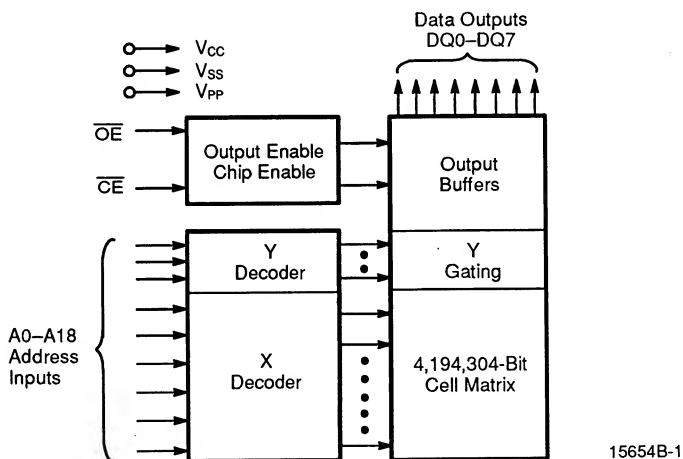 Data Outputs
DQ0–DQ7
VCC
VSS
VPP
OE
CE
Output Enable
Chip Enable
Output
Buffers
Y
Decoder
Y
Gating
A0–A18
Address
Inputs
X
Decoder
4,194,304-Bit
Cell Matrix
15654B-1